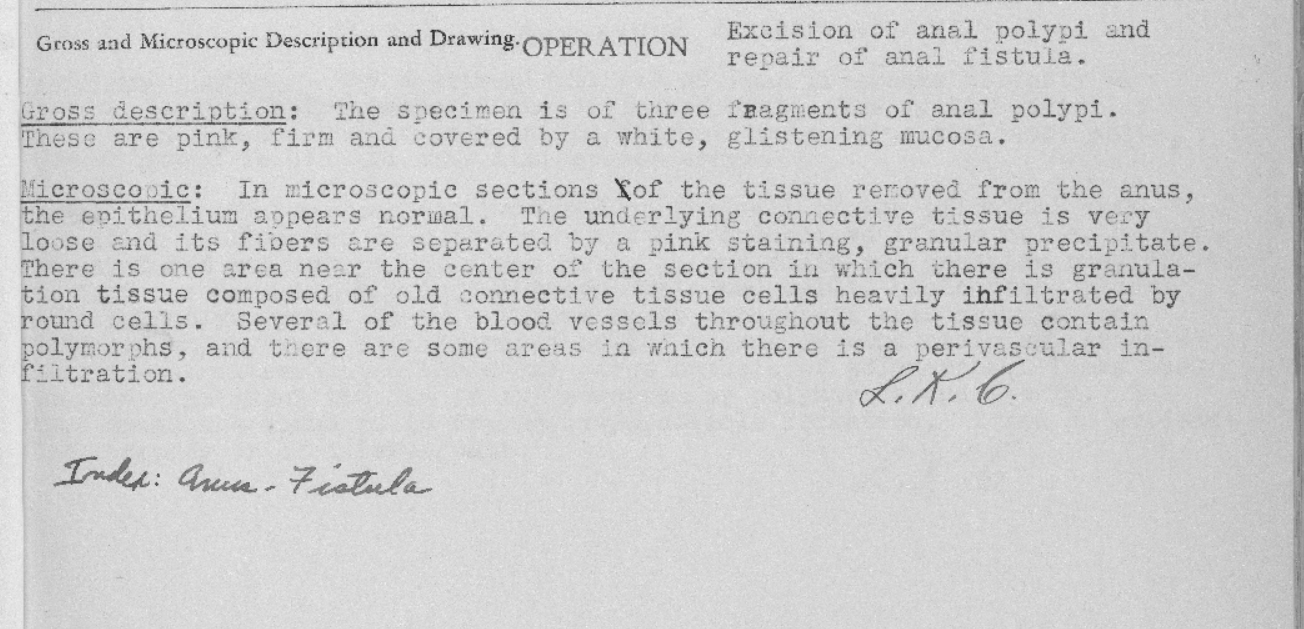 Gross and Microscopic Description and Drawing. OPERATION Excision of anal polypi and
repair of anal fistula.
Gross description: The specimen is of three fragments of anal polypi.
These are pink, firm and covered by a white, glistening mucosa.
Microscopic: In microscopic sections of the tissue removed from the anus,
the epithelium appears normal. The underlying connective tissue is very
loose and its fibers are separated by a pink staining, granular precipitate.
There is one area near the center of the section in which there is granula-
tion tissue composed of old connective tissue cells heavily infiltrated by
round cells. Several of the blood vessels throughout the tissue contain
polymorphs, and there are some areas in which there is a perivascular in-
filtration.
L. K. C.
Index: Anus - Fistula